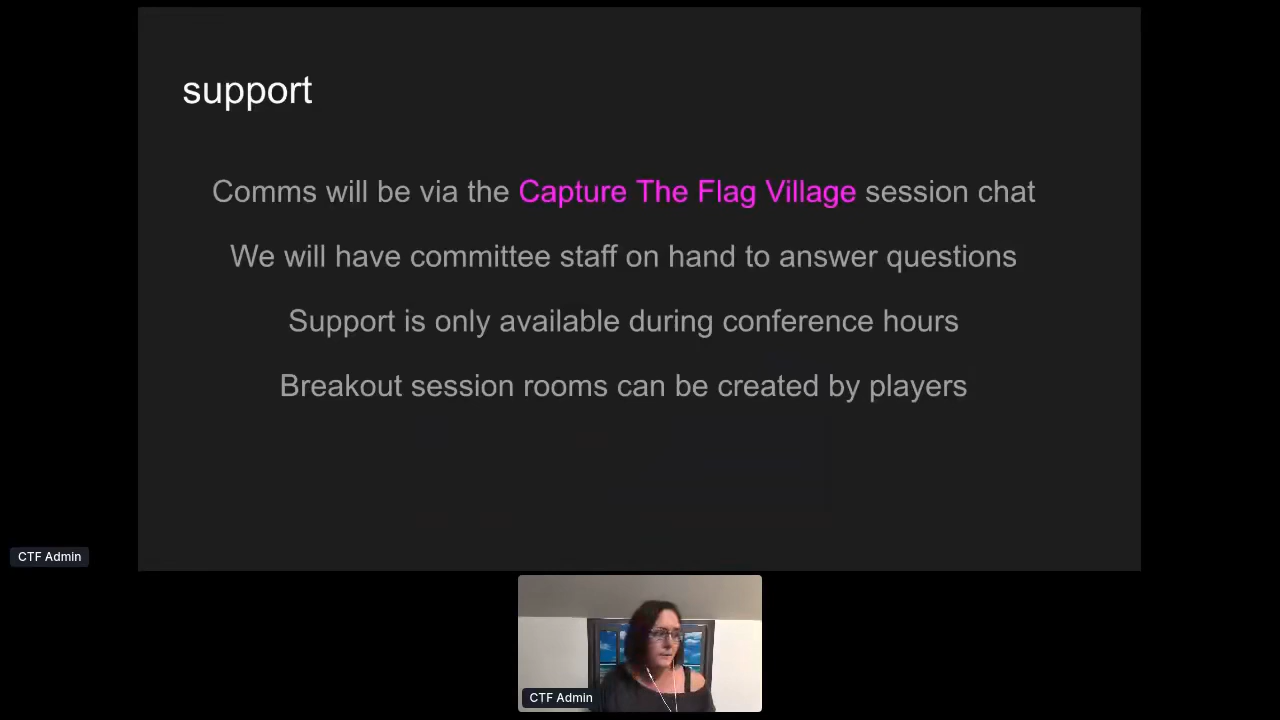 support
Comms will be via the Capture The Flag Village session chat
We will have committee staff on hand to answer questions
Support is only available during conference hours
Breakout session rooms can be created by players
CTF Admin
CTF Admin